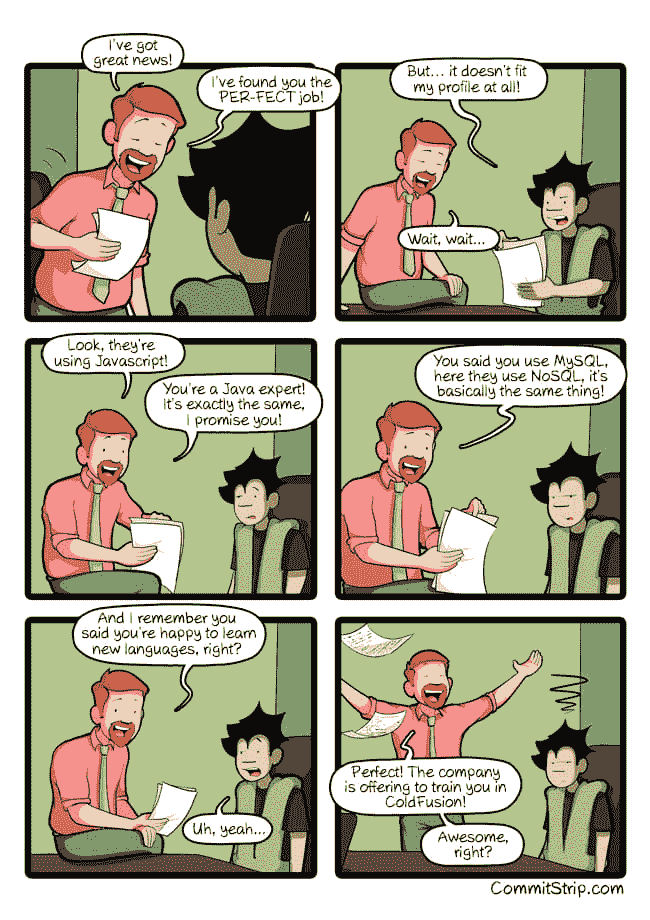 I've got
great news!
I've found you the
PER-FECT job!
But... it doesn't fit
my profile at all!
Wait, wait...
Look, they're
using Javascript!
You're a Java expert!
It's exactly the same,
I promise you!
You said you use MySQL,
here they use NoSQL, it's
basically the same thing!
And I remember you
said you're happy to learn
new languages, right?
Uh, yeah...
Perfect! The company
is offering to train you in
ColdFusion!
Awesome,
right?
CommitStrip.com